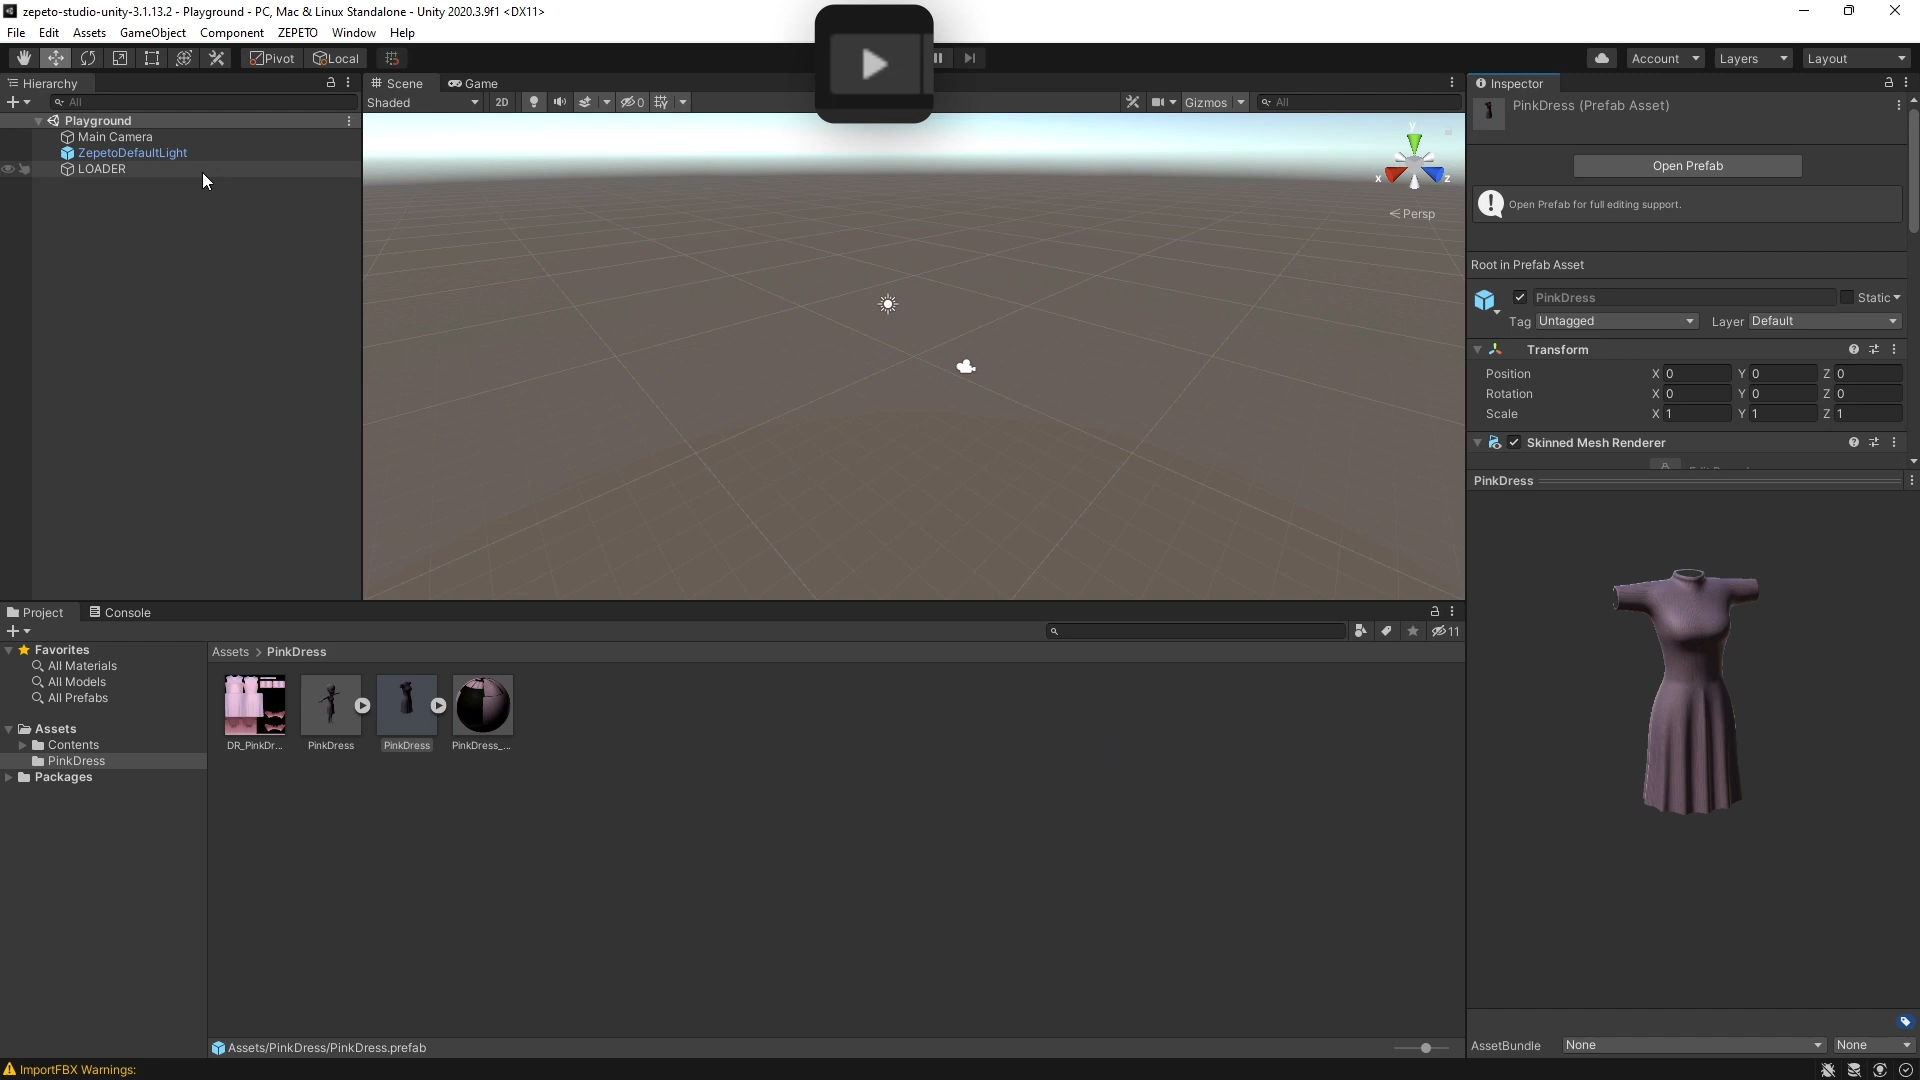 zepeto-studio-unity-3.1.13.2 - Playground - PC, Mac & Linux Standalone - Unity 2020.3.9f1 <DX11>
File Edit Assets GameObject Component ZEPETO Window Help
Pivot Local Account Layers Layout
Hierarchy
All
Playground
Main Camera
ZepetoDefaultLight
LOADER
Scene Game
Shaded 2D 0 Gizmos All
y
x z
Persp
Inspector
PinkDress (Prefab Asset)
Open Prefab
Open Prefab for full editing support.
Root in Prefab Asset
PinkDress Static
Tag Untagged Layer Default
Transform
Position X 0 Y 0 Z 0
Rotation X 0 Y 0 Z 0
Scale X 1 Y 1 Z 1
Skinned Mesh Renderer
PinkDress
AssetBundle None None
Project Console
11
Favorites
All Materials
All Models
All Prefabs
Assets
Contents
PinkDress
Packages
Assets > PinkDress
DR_PinkDr... PinkDress PinkDress PinkDress_...
Assets/PinkDress/PinkDress.prefab
ImportFBX Warnings: